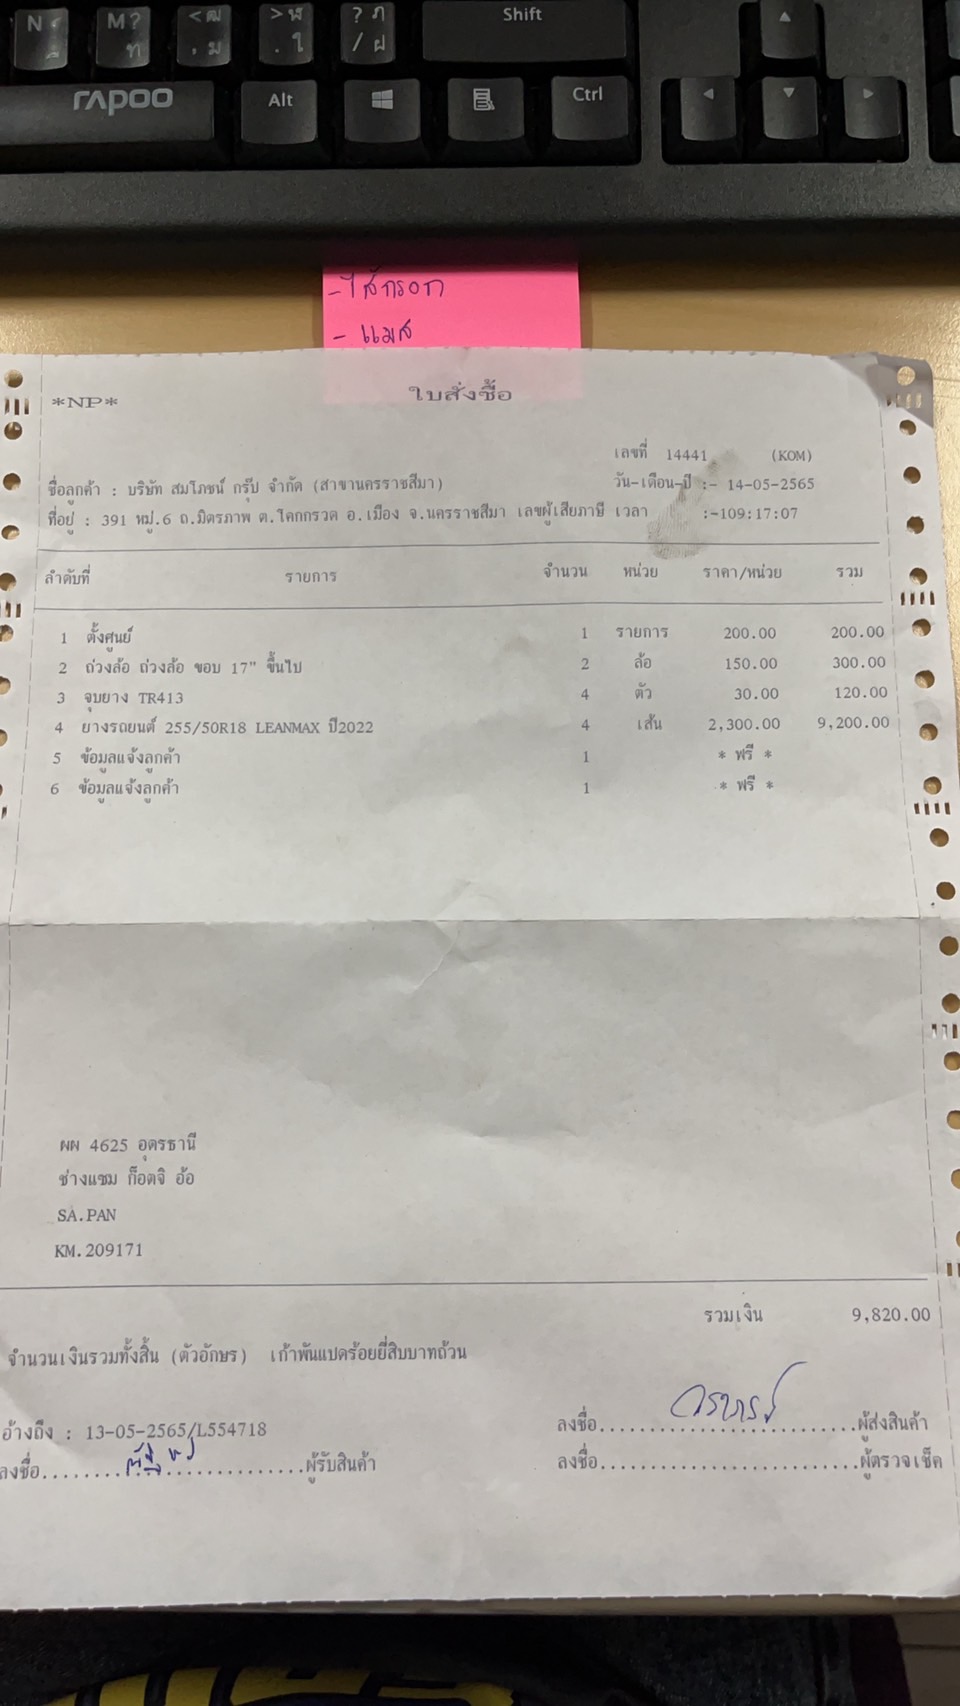 N
M ? ท
< ฒ , ม
> ฬ . ใ
? ฦ / ฝ
Shift
rapoo
Alt
Ctrl
- ไส้กรอก
- แมส
*NP*
ใบสั่งซื้อ
เลขที่ 14441 (KOM)
ชื่อลูกค้า : บริษัท สมโภชน์ กรุ๊ป จำกัด (สาขานครราชสีมา) วัน-เดือน-ปี :- 14-05-2565
ที่อยู่ : 391 หมู่.6 ถ.มิตรภาพ ต.โคกกรวด อ.เมือง จ.นครราชสีมา เลขผู้เสียภาษี เวลา :-109:17:07
ลำดับที่ รายการ จำนวน หน่วย ราคา/หน่วย รวม
1 ตั้งศูนย์ 1 รายการ 200.00 200.00
2 ถ่วงล้อ ถ่วงล้อ ขอบ 17" ขึ้นไป 2 ล้อ 150.00 300.00
3 จุบยาง TR413 4 ตัว 30.00 120.00
4 ยางรถยนต์ 255/50R18 LEANMAX ปี2022 4 เส้น 2,300.00 9,200.00
5 ข้อมูลแจ้งลูกค้า 1 * ฟรี *
6 ข้อมูลแจ้งลูกค้า 1 * ฟรี *
ผผ 4625 อุดรธานี
ช่างแชม ก็อตจิ อ้อ
SA.PAN
KM.209171
รวมเงิน 9,820.00
จำนวนเงินรวมทั้งสิ้น (ตัวอักษร) เก้าพันแปดร้อยยี่สิบบาทถ้วน
อ้างถึง : 13-05-2565/L554718
ลงชื่อ..............................ผู้ส่งสินค้า
ลงชื่อ..............................ผู้รับสินค้า
ลงชื่อ..............................ผู้ตรวจเช็ค